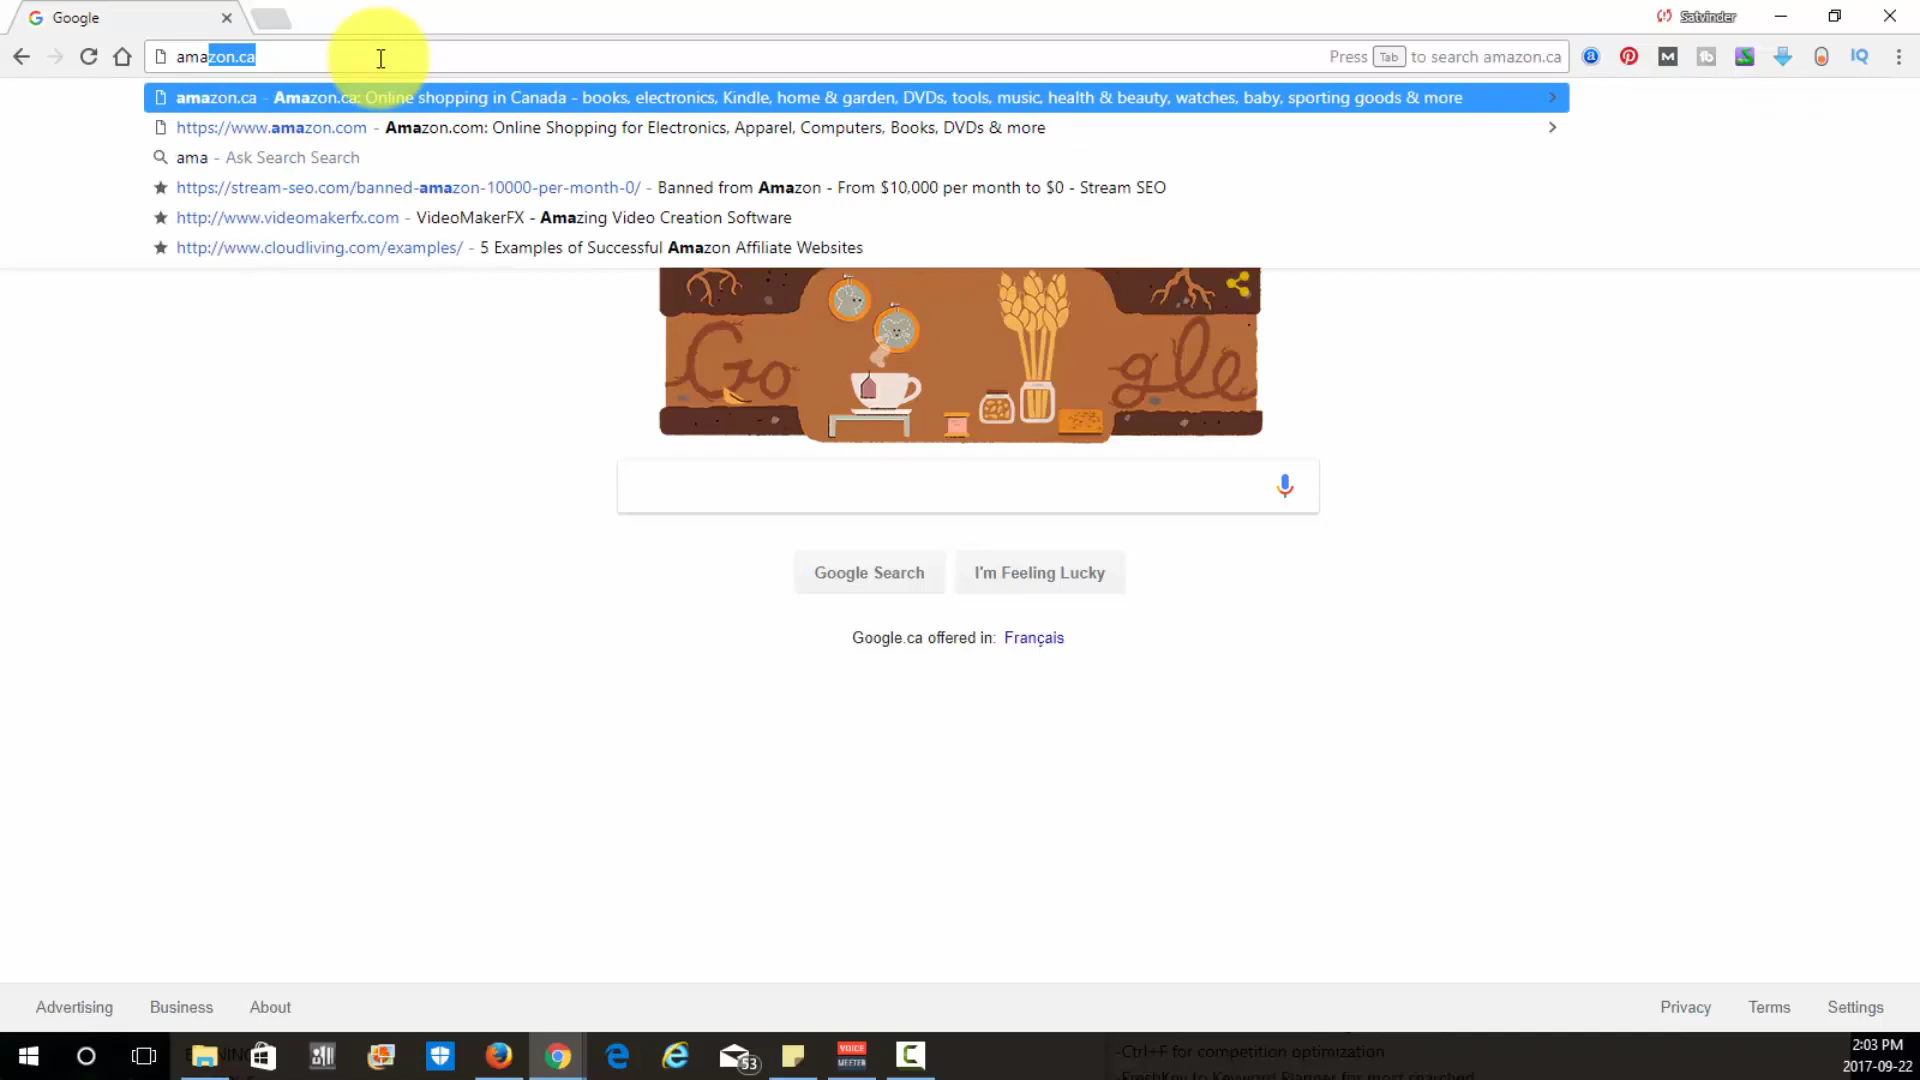 Google
Satvinder
amazon.ca
Press Tab to search amazon.ca
IQ
amazon.ca - Amazon.ca: Online shopping in Canada - books, electronics, Kindle, home & garden, DVDs, tools, music, health & beauty, watches, baby, sporting goods & more
https://www.amazon.com - Amazon.com: Online Shopping for Electronics, Apparel, Computers, Books, DVDs & more
ama - Ask Search Search
https://stream-seo.com/banned-amazon-10000-per-month-0/ - Banned from Amazon - From $10,000 per month to $0 - Stream SEO
http://www.videomakerfx.com - VideoMakerFX - Amazing Video Creation Software
http://www.cloudliving.com/examples/ - 5 Examples of Successful Amazon Affiliate Websites
Go gle
Google Search
I'm Feeling Lucky
Google.ca offered in: Français
Advertising Business About
Privacy Terms Settings
53
VOICE
MEETER
-Ctrl+F for competition optimization
2:03 PM
2017-09-22